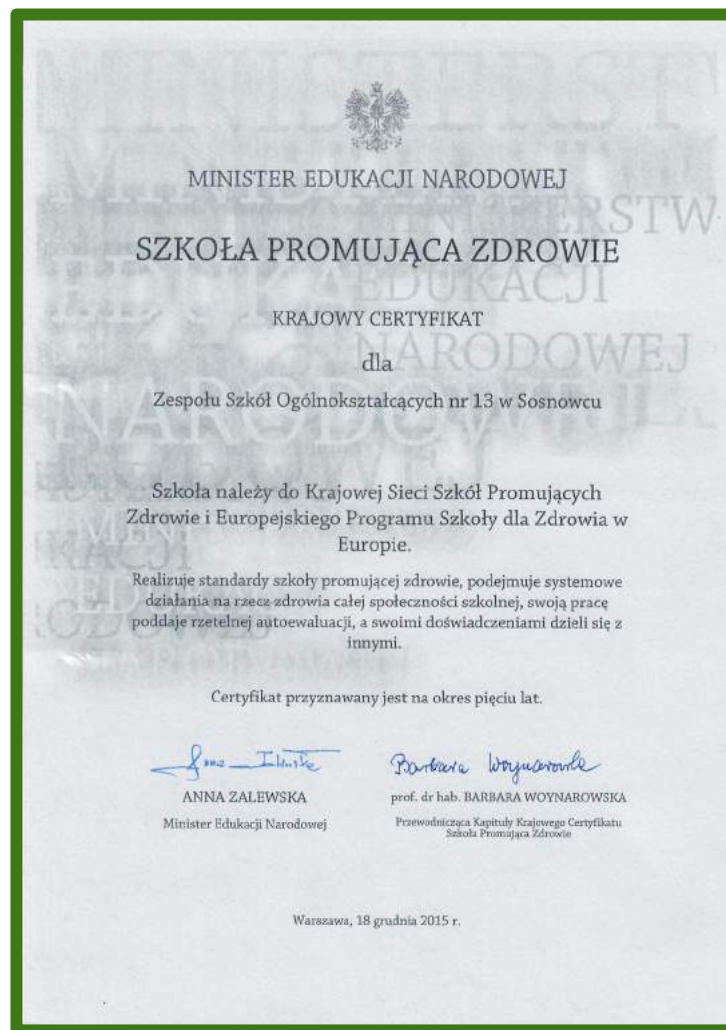 MINISTER EDUKACJI NARODOWEJ
SZKOŁA PROMUJĄCA ZDROWIE
KRAJOWY CERTYFIKAT
dla
Zespołu Szkół Ogólnokształcących nr 13 w Sosnowcu
Szkoła należy do Krajowej Sieci Szkół Promujących
Zdrowie i Europejskiego Programu Szkoły dla Zdrowia w
Europie.
Realizuje standardy szkoły promującej zdrowie, podejmuje systemowe
działania na rzecz zdrowia całej społeczności szkolnej, swoją pracę
poddaje rzetelnej autoewaluacji, a swoimi doświadczeniami dzieli się z
innymi.
Certyfikat przyznawany jest na okres pięciu lat.
Barbara Woynarowska
ANNA ZALEWSKA
Minister Edukacji Narodowej
prof. dr hab. BARBARA WOYNAROWSKA
Przewodnicząca Kapituły Krajowego Certyfikatu
Szkoła Promująca Zdrowie
Warszawa, 18 grudnia 2015 r.